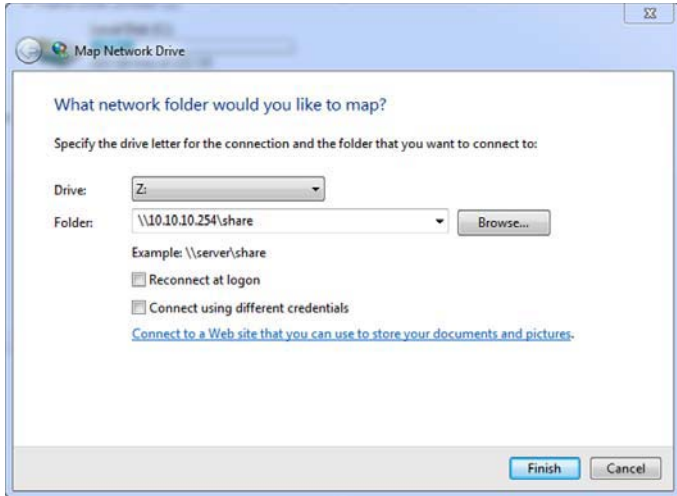 Map Network Drive
What network folder would you like to map?
Specify the drive letter for the connection and the folder that you want to connect to:
Drive: Z:
Folder: \\10.10.10.254\share Browse...
Example: \\server\share
Reconnect at logon
Connect using different credentials
Connect to a Web site that you can use to store your documents and pictures.
Finish Cancel